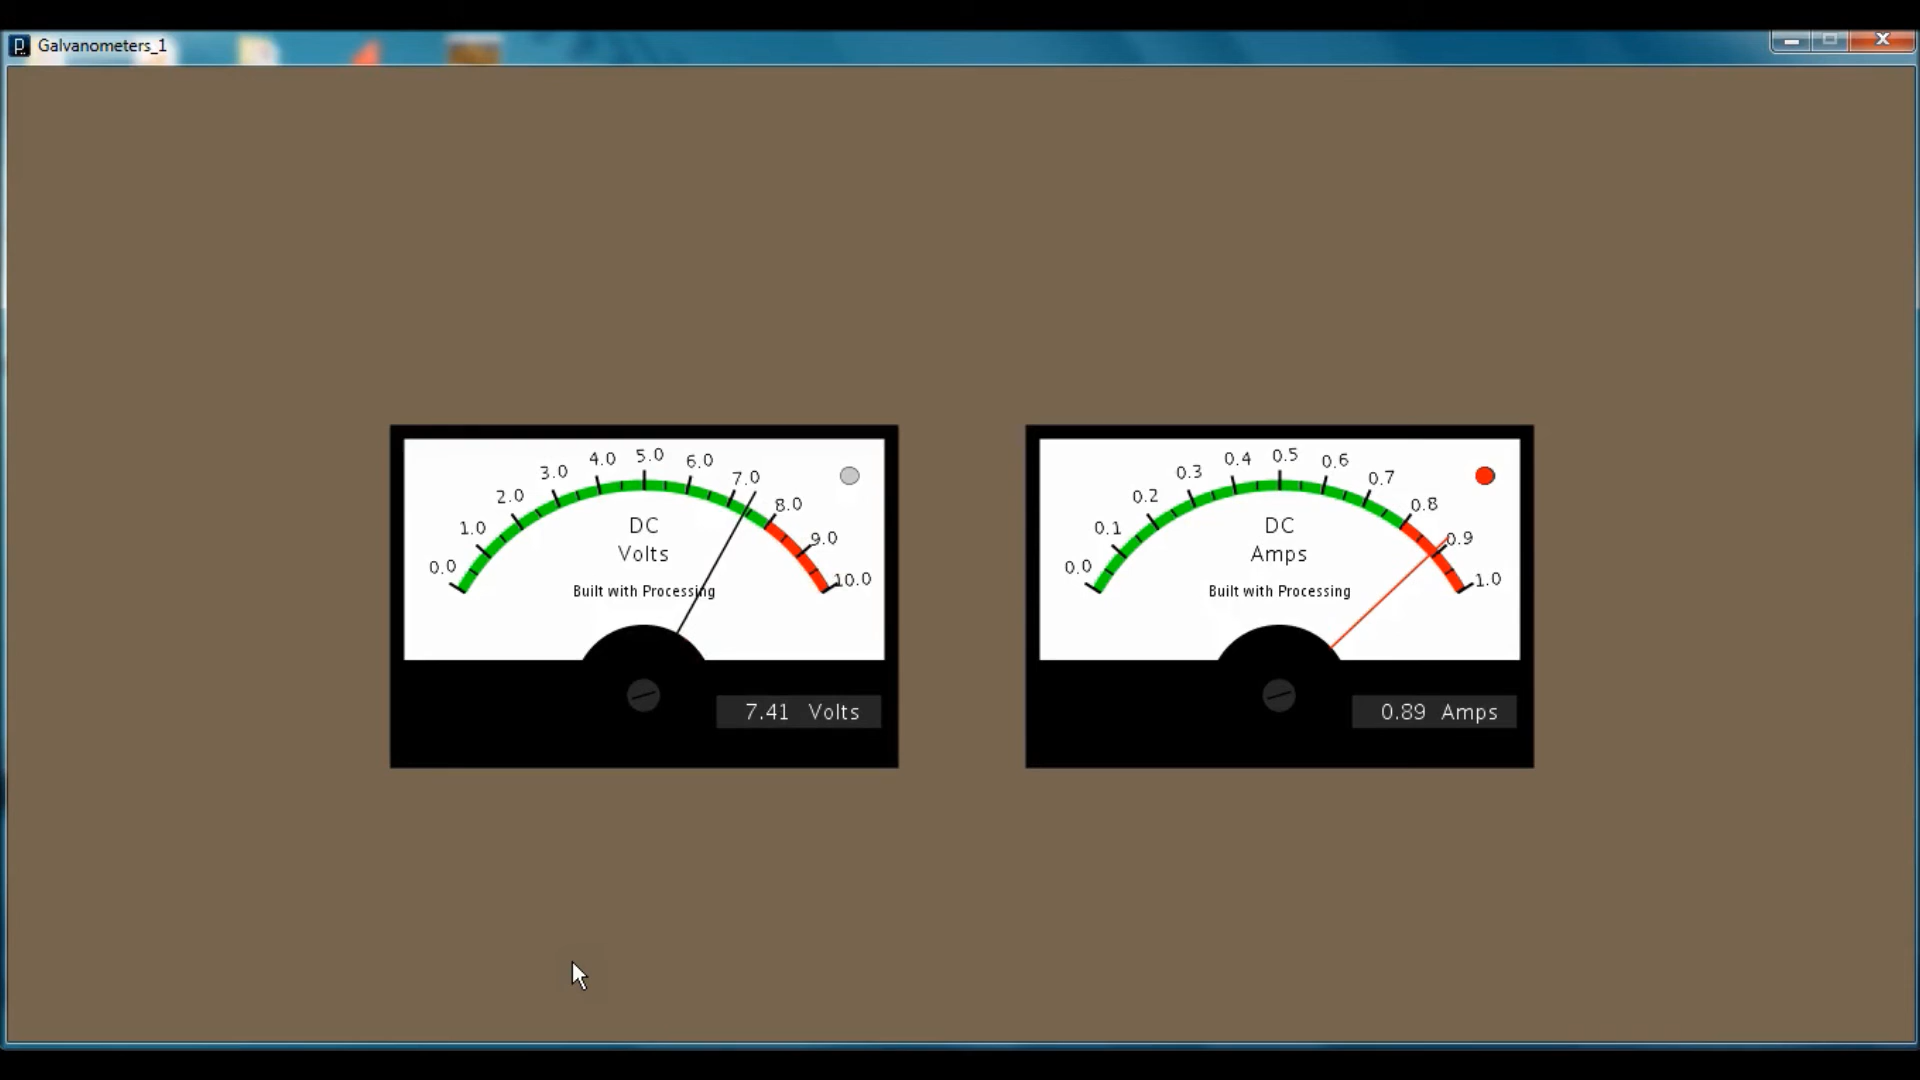 Galvanometers_1
0.0 1.0 2.0 3.0 4.0 5.0 6.0 7.0 8.0 9.0 10.0
DC
Volts
Built with Processing
7.41 Volts
0.0 0.1 0.2 0.3 0.4 0.5 0.6 0.7 0.8 0.9 1.0
DC
Amps
Built with Processing
0.89 Amps